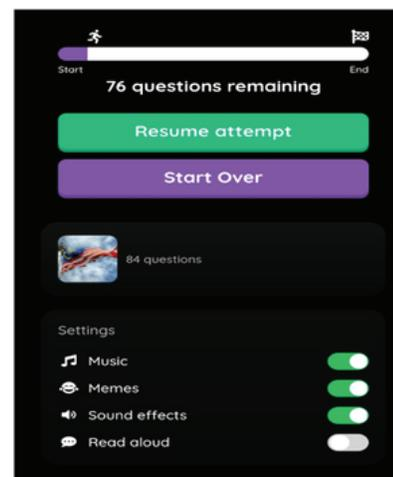 Start End
76 questions remaining
Resume attempt
Start Over
84 questions
Settings
Music
Memes
Sound effects
Read aloud